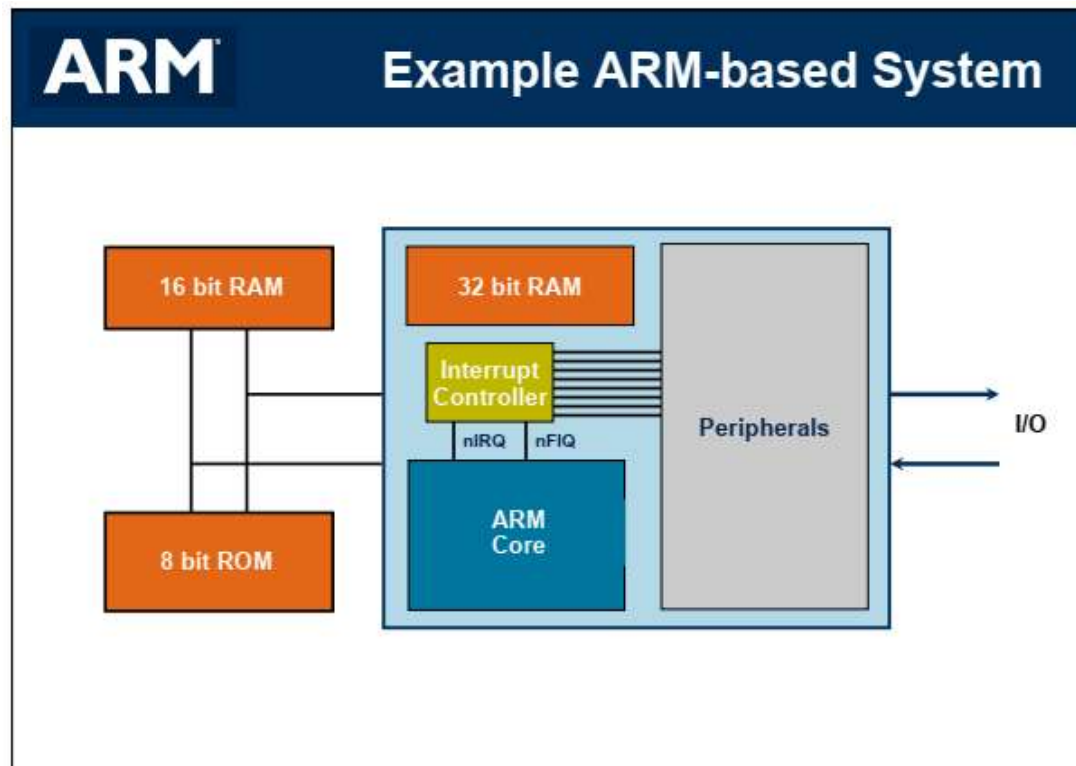 ARM®
Example ARM-based System
16 bit RAM
32 bit RAM
Interrupt
Controller
nIRQ
nFIQ
Peripherals
I/O
ARM
Core
8 bit ROM